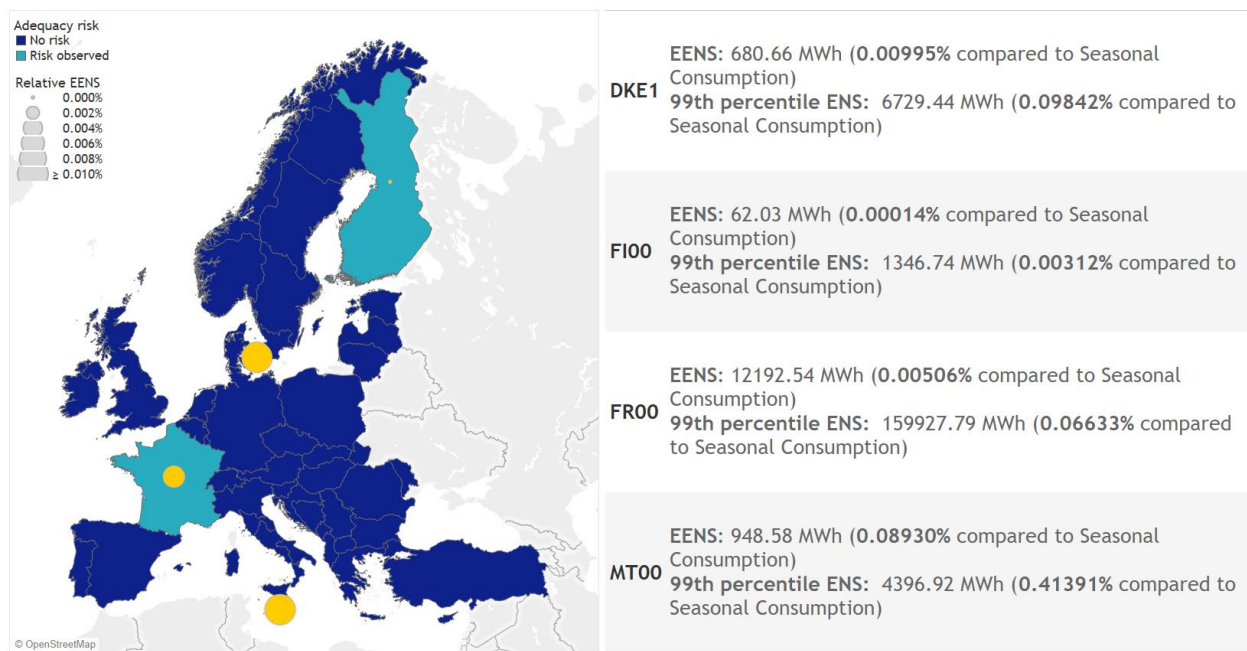 Adequacy risk
No risk
Risk observed
Relative EENS
0.000%
0.002%
0.004%
0.006%
0.008%
≥ 0.010%
© OpenStreetMap
DKE1
EENS: 680.66 MWh (0.00995% compared to Seasonal
Consumption)
99th percentile ENS: 6729.44 MWh (0.09842% compared to
Seasonal Consumption)
FI00
EENS: 62.03 MWh (0.00014% compared to Seasonal
Consumption)
99th percentile ENS: 1346.74 MWh (0.00312% compared to
Seasonal Consumption)
FR00
EENS: 12192.54 MWh (0.00506% compared to Seasonal
Consumption)
99th percentile ENS: 159927.79 MWh (0.06633% compared
to Seasonal Consumption)
MT00
EENS: 948.58 MWh (0.08930% compared to Seasonal
Consumption)
99th percentile ENS: 4396.92 MWh (0.41391% compared to
Seasonal Consumption)